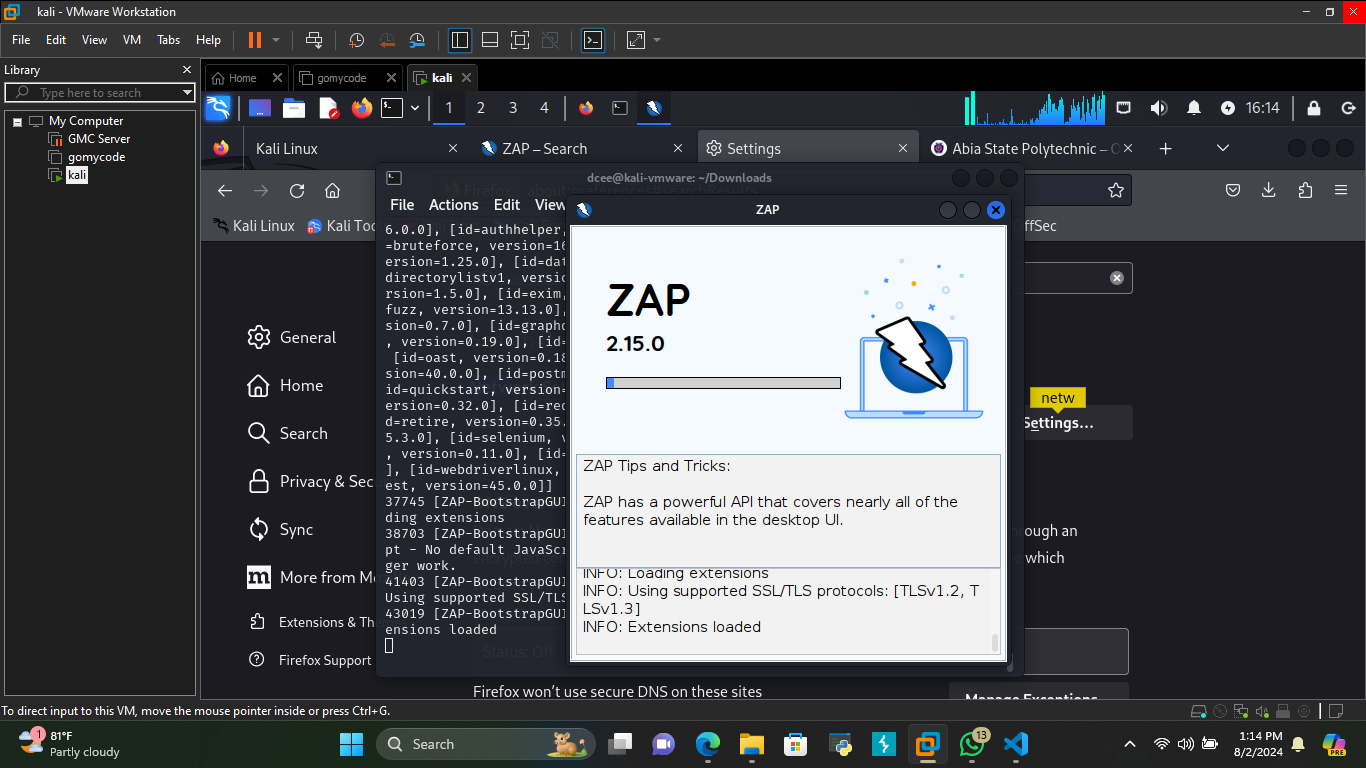 kali - VMware Workstation
File Edit View VM Tabs Help
Library
Type here to search
My Computer
GMC Server
gomycode
kali
Home
gomycode
kali
1 2 3 4
16:14
Kali Linux
ZAP – Search
Settings
Abia State Polytechnic –
dcee@kali-vmware: ~/Downloads
Firefox about:preferences#searchResults
File Actions Edit View
Kali Linux
Kali Too
ffSec
General
Home
Search
Privacy & Sec
Sync
More from M
Extensions & Th
Firefox Support
6.0.0], [id=authhelper,
=bruteforce, version=16
ersion=1.25.0], [id=dat
directorylistv1, versio
rsion=1.5.0], [id=exim,
fuzz, version=13.13.0],
sion=0.7.0], [id=graphq
, version=0.19.0], [id=
[id=oast, version=0.18
sion=40.0.0], [id=postm
id=quickstart, version=
ersion=0.32.0], [id=req
d=retire, version=0.35.
5.3.0], [id=selenium, v
, version=0.11.0], [id=
], [id=webdriverlinux,
est, version=45.0.0]]
37745 [ZAP-BootstrapGUI
ding extensions
38703 [ZAP-BootstrapGUI
pt - No default JavaScr
ger work.
41403 [ZAP-BootstrapGUI
Using supported SSL/TLS
43019 [ZAP-BootstrapGUI
ensions loaded
ZAP
ZAP
2.15.0
ZAP Tips and Tricks:
ZAP has a powerful API that covers nearly all of the
features available in the desktop UI.
INFO: Loading extensions
INFO: Using supported SSL/TLS protocols: [TLSv1.2, T
LSv1.3]
INFO: Extensions loaded
netw
Settings…
rough an
which
Status: Off
Firefox won’t use secure DNS on these sites
Manage Exceptions
To direct input to this VM, move the mouse pointer inside or press Ctrl+G.
1
81°F
Partly cloudy
Search
13
PRE
1:14 PM
8/2/2024